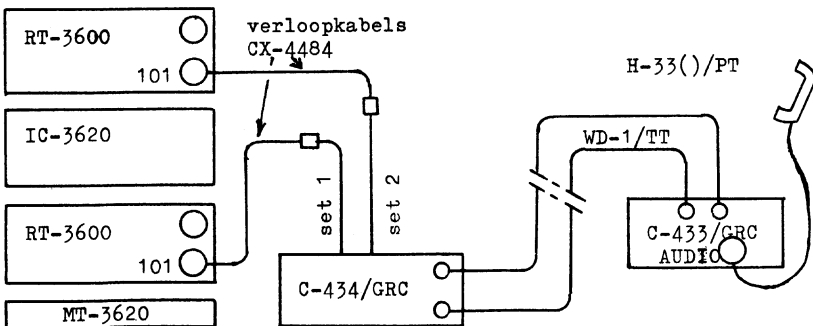 RT-3600
101
verloopkabels
CX-4484
IC-3620
RT-3600
101
MT-3620
set 1
set 2
C-434/GRC
WD-1/TT
H-33()/PT
C-433/GRC
AUDIO